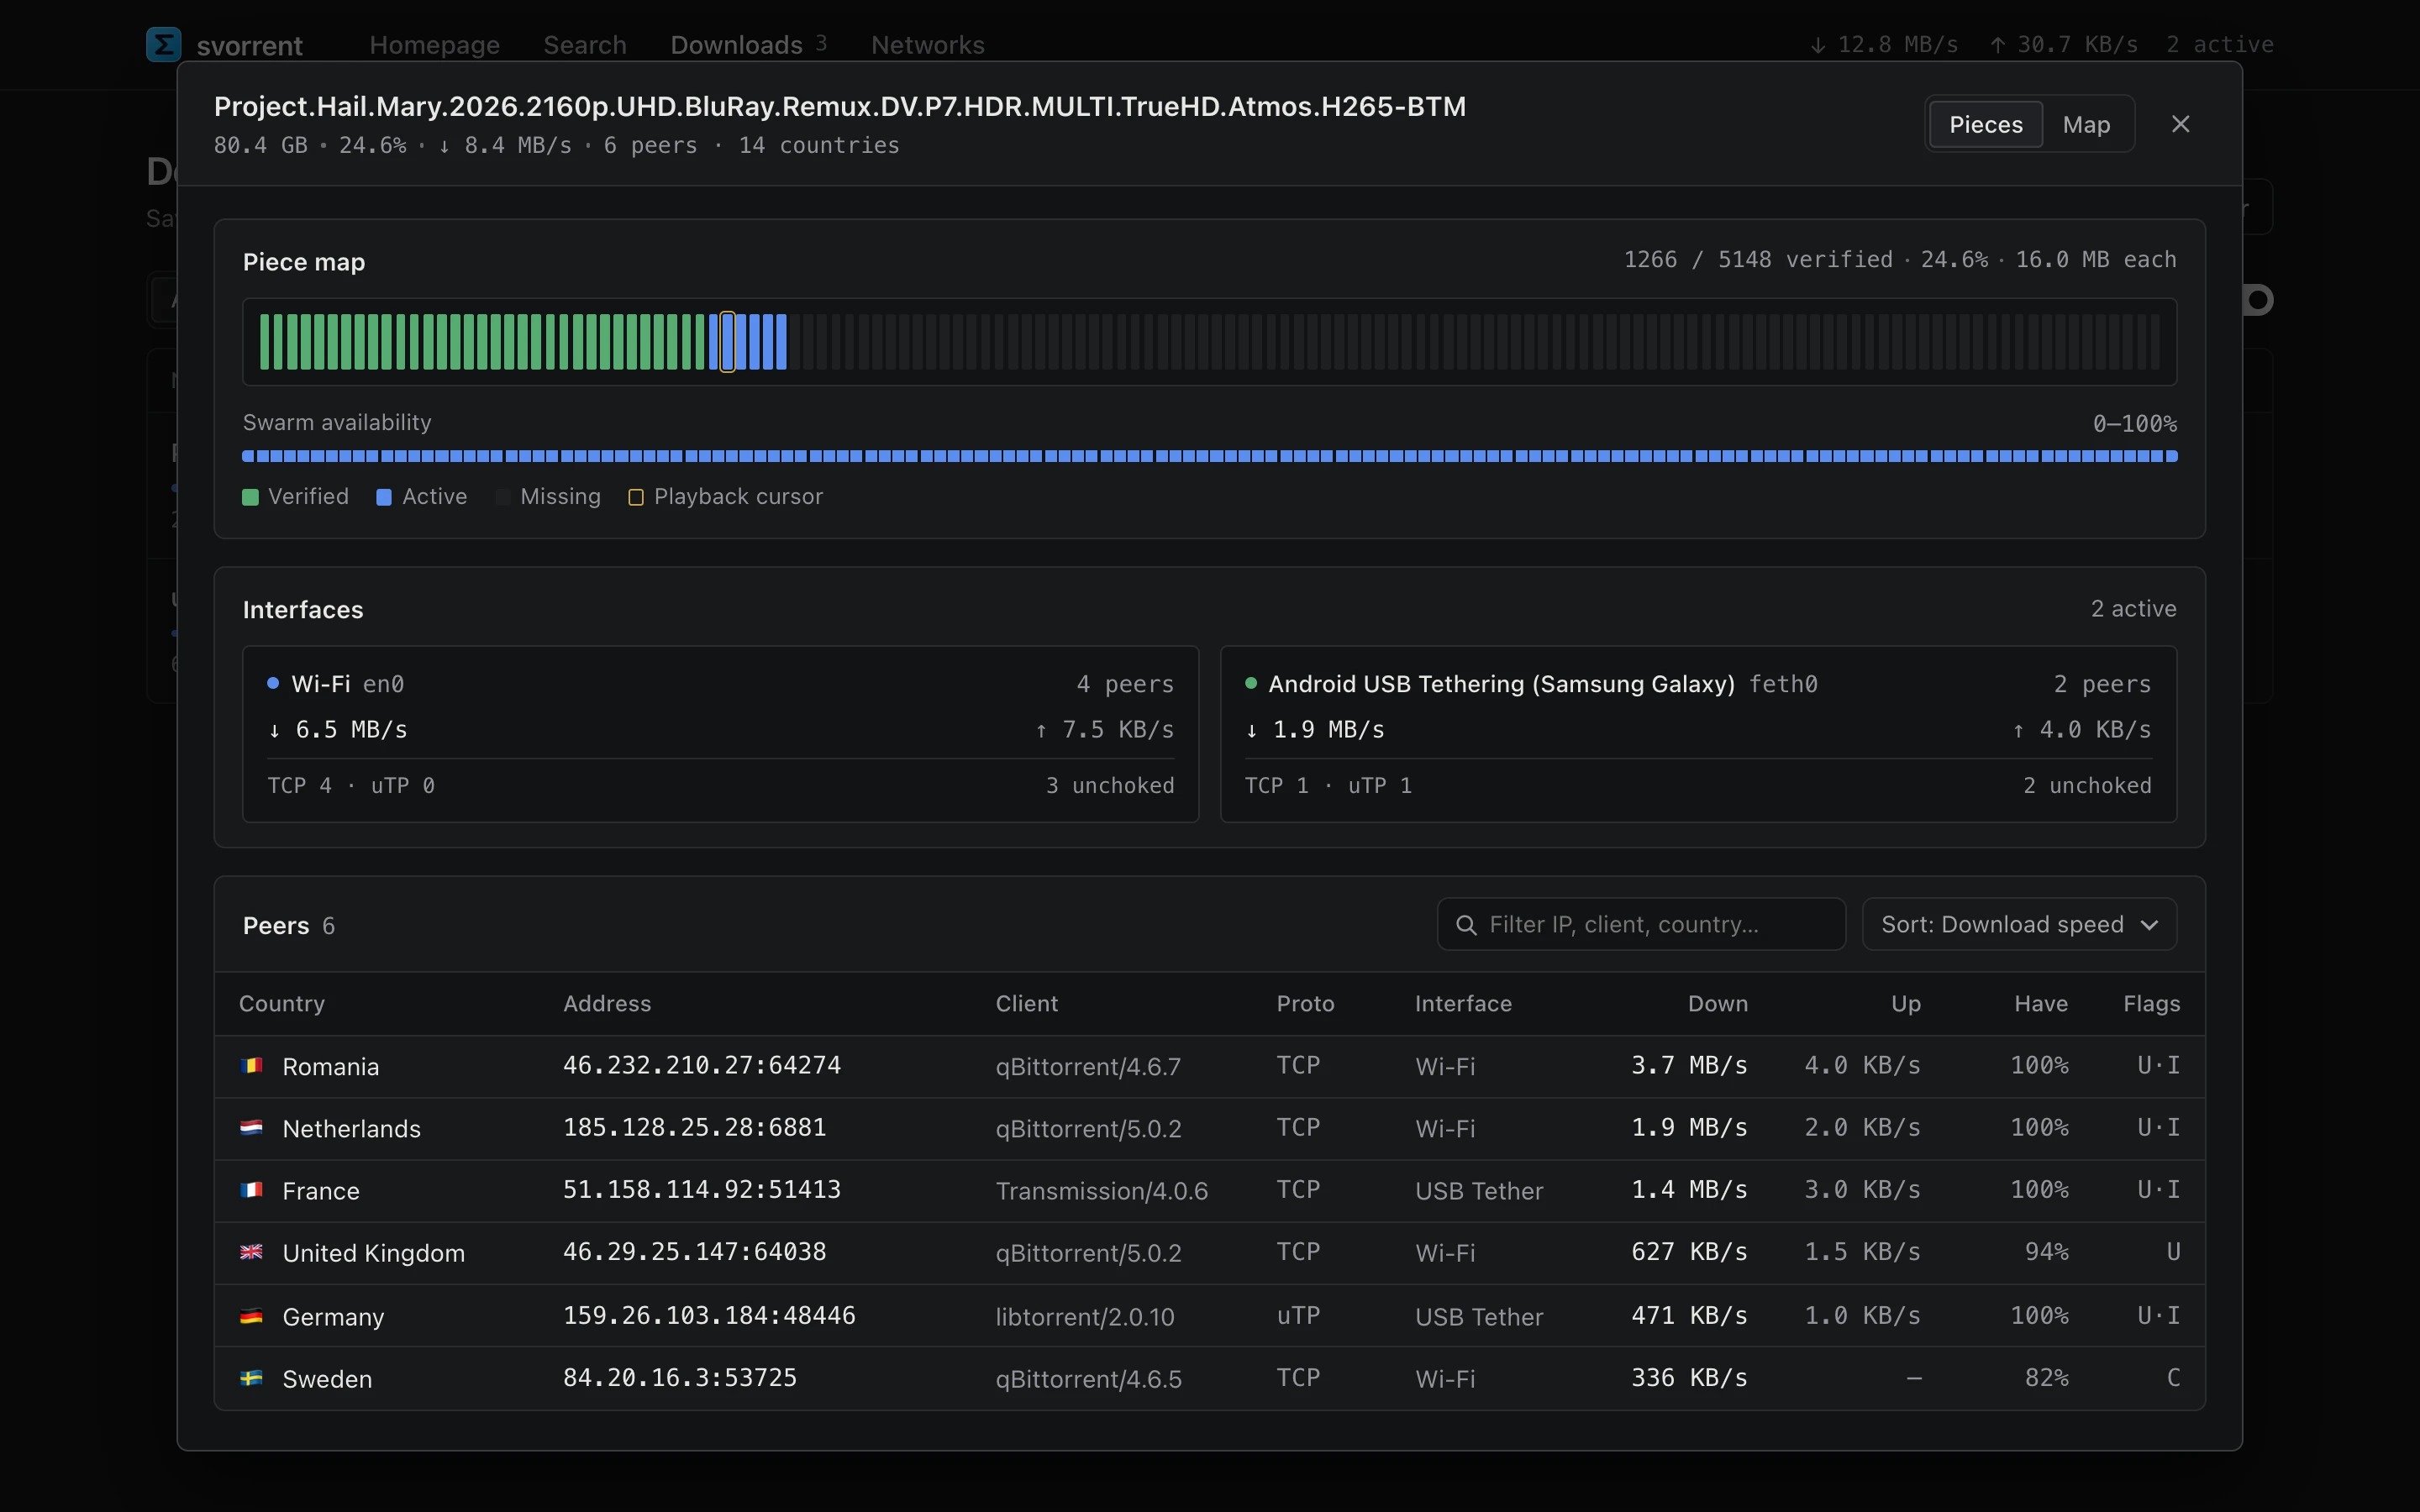 svorrent Homepage Search Downloads 3 Networks ↓ 12.8 MB/s ↑ 30.7 KB/s 2 active
Project.Hail.Mary.2026.2160p.UHD.BluRay.Remux.DV.P7.HDR.MULTI.TrueHD.Atmos.H265-BTM
80.4 GB · 24.6% · ↓ 8.4 MB/s · 6 peers · 14 countries
Pieces Map
Piece map 1266 / 5148 verified · 24.6% · 16.0 MB each
Swarm availability 0–100%
Verified Active Missing Playback cursor
Interfaces 2 active
Wi-Fi en0 4 peers
↓ 6.5 MB/s ↑ 7.5 KB/s
TCP 4 · uTP 0 3 unchoked
Android USB Tethering (Samsung Galaxy) feth0 2 peers
↓ 1.9 MB/s ↑ 4.0 KB/s
TCP 1 · uTP 1 2 unchoked
Peers 6 Filter IP, client, country... Sort: Download speed
Country Address Client Proto Interface Down Up Have Flags
Romania 46.232.210.27:64274 qBittorrent/4.6.7 TCP Wi-Fi 3.7 MB/s 4.0 KB/s 100% U·I
Netherlands 185.128.25.28:6881 qBittorrent/5.0.2 TCP Wi-Fi 1.9 MB/s 2.0 KB/s 100% U·I
France 51.158.114.92:51413 Transmission/4.0.6 TCP USB Tether 1.4 MB/s 3.0 KB/s 100% U·I
United Kingdom 46.29.25.147:64038 qBittorrent/5.0.2 TCP Wi-Fi 627 KB/s 1.5 KB/s 94% U
Germany 159.26.103.184:48446 libtorrent/2.0.10 uTP USB Tether 471 KB/s 1.0 KB/s 100% U·I
Sweden 84.20.16.3:53725 qBittorrent/4.6.5 TCP Wi-Fi 336 KB/s – 82% C